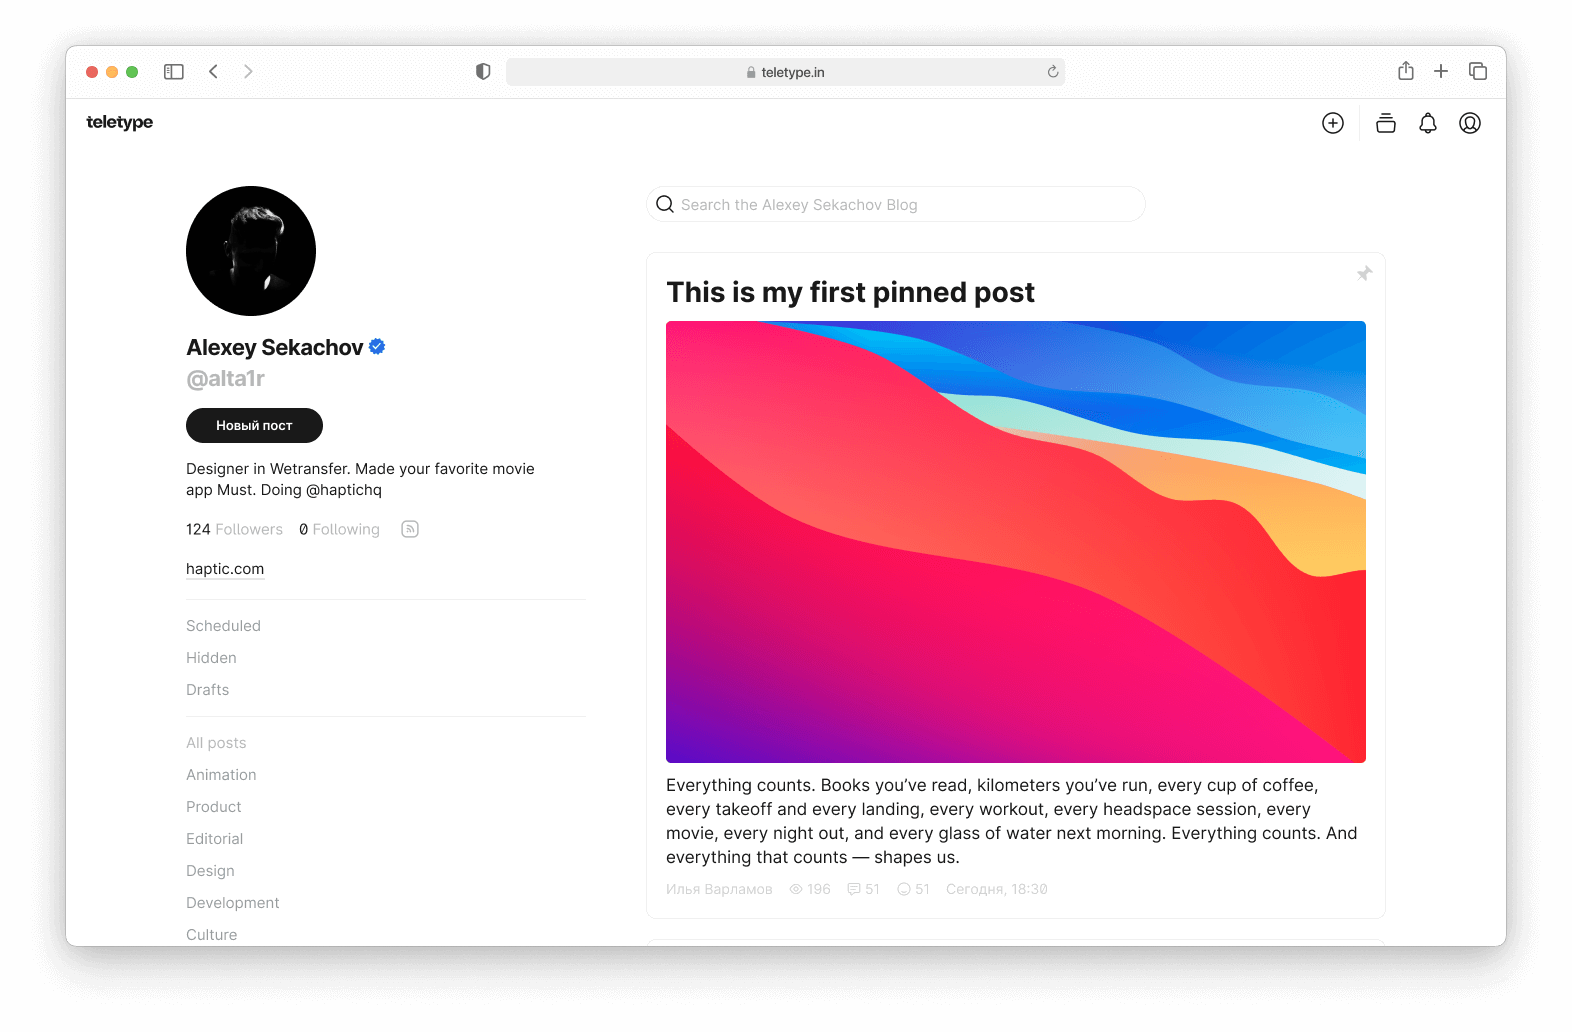 teletype.in
teletype
Alexey Sekachov
@alta1r
Новый пост
Designer in Wetransfer. Made your favorite movie
app Must. Doing @haptichq
124 Followers 0 Following
haptic.com
Scheduled
Hidden
Drafts
All posts
Animation
Product
Editorial
Design
Development
Culture
Search the Alexey Sekachov Blog
This is my first pinned post
Everything counts. Books you’ve read, kilometers you’ve run, every cup of coffee,
every takeoff and every landing, every workout, every headspace session, every
movie, every night out, and every glass of water next morning. Everything counts. And
everything that counts — shapes us.
Илья Варламов 196 51 51 Сегодня, 18:30